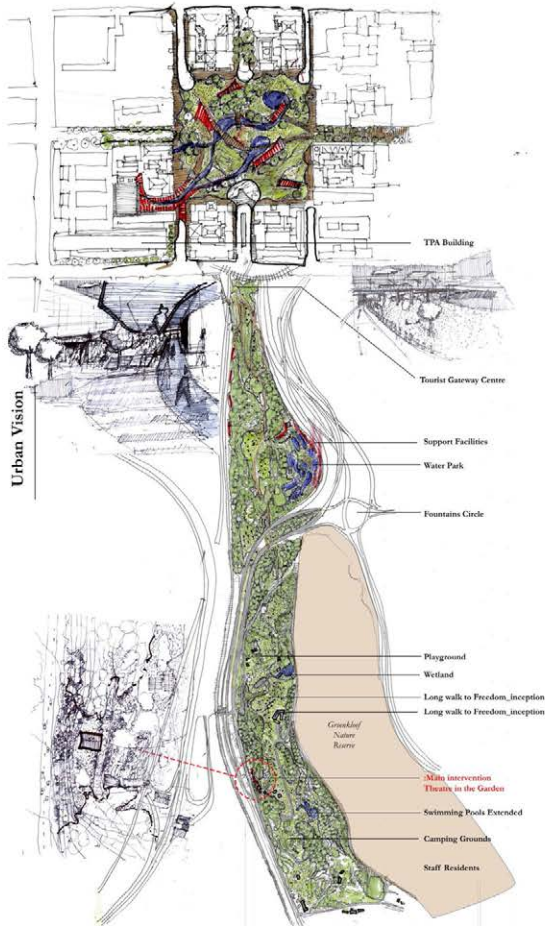 TPA Building
Urban Vision
Tourist Gateway Centre
Support Facilities
Water Park
Fountains Circle
Playground
Wetland
Long walk to Freedom_inception
Long walk to Freedom_inception
Groenkloof
Nature
Reserve
:Main intervention
Theatre in the Garden
Swimming Pools Extended
Camping Grounds
Staff Residents